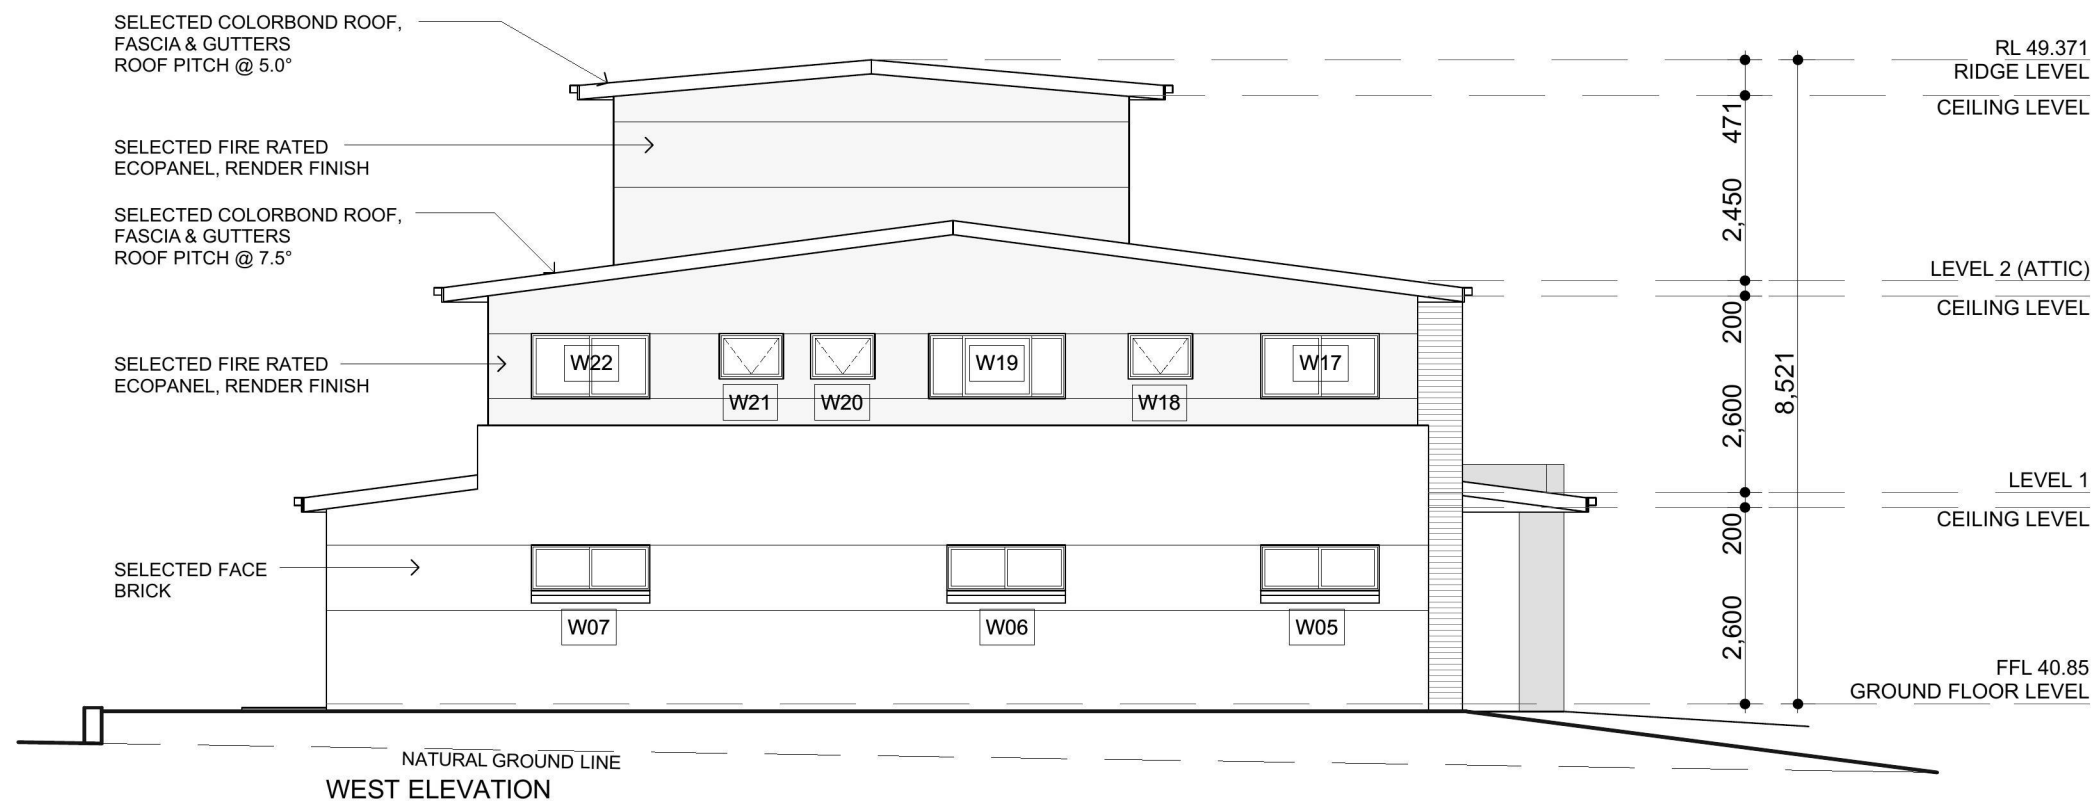 SELECTED COLORBOND ROOF,
FASCIA & GUTTERS
ROOF PITCH @ 5.0°
SELECTED FIRE RATED
ECOPANEL, RENDER FINISH
SELECTED COLORBOND ROOF,
FASCIA & GUTTERS
ROOF PITCH @ 7.5°
SELECTED FIRE RATED
ECOPANEL, RENDER FINISH
SELECTED FACE
BRICK
W22
W21
W20
W19
W18
W17
W07
W06
W05
471
2,450
200
2,600
200
2,600
8,521
RL 49.371
RIDGE LEVEL
CEILING LEVEL
LEVEL 2 (ATTIC)
CEILING LEVEL
LEVEL 1
CEILING LEVEL
FFL 40.85
GROUND FLOOR LEVEL
NATURAL GROUND LINE
WEST ELEVATION